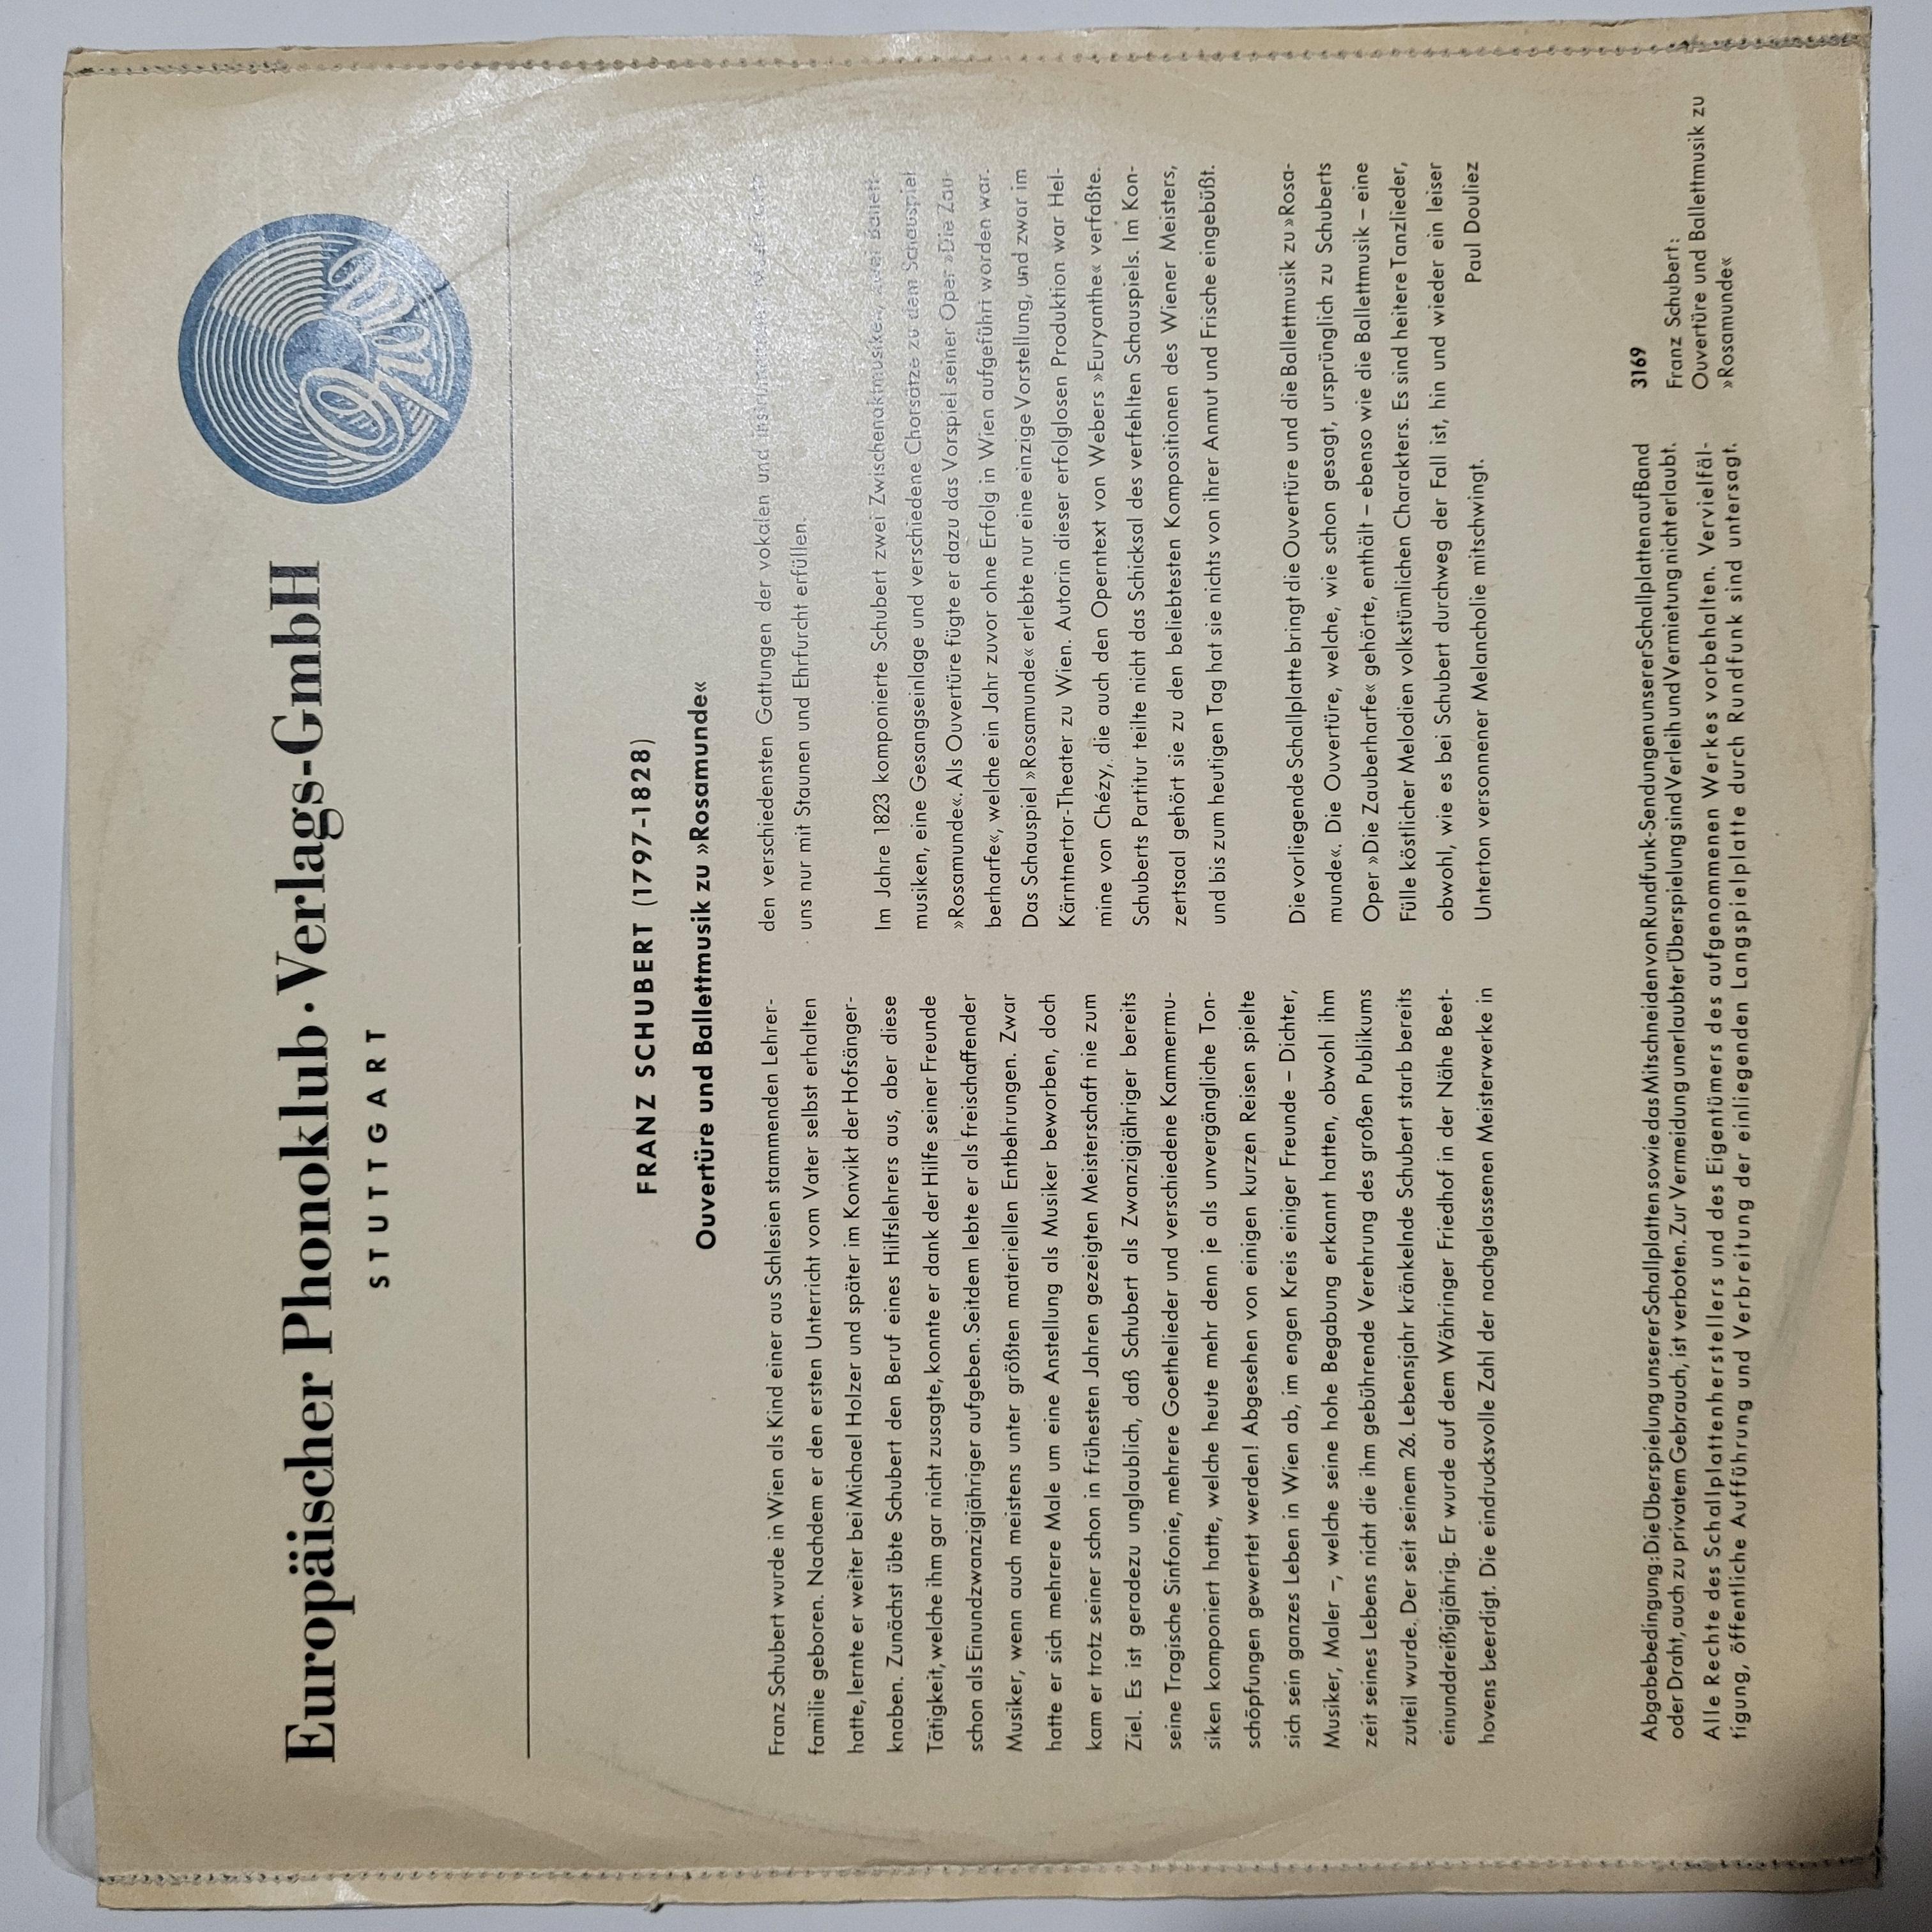 Europäischer Phonoklub · Verlags-GmbH
STUTTGART
FRANZ SCHUBERT (1797-1828)
Ouvertüre und Ballettmusik zu »Rosamunde«
Franz Schubert wurde in Wien als Kind einer aus Schlesien stammenden Lehrer-
familie geboren. Nachdem er den ersten Unterricht vom Vater selbst erhalten
hatte, lernte er weiter bei Michael Holzer und später im Konvikt der Hofsänger-
knaben. Zunächst übte Schubert den Beruf eines Hilfslehrers aus, aber diese
Tätigkeit, welche ihm gar nicht zusagte, konnte er dank der Hilfe seiner Freunde
schon als Einundzwanzigjähriger aufgeben. Seitdem lebte er als freischaffender
Musiker, wenn auch meistens unter größten materiellen Entbehrungen. Zwar
hatte er sich mehrere Male um eine Anstellung als Musiker beworben, doch
kam er trotz seiner schon in frühesten Jahren gezeigten Meisterschaft nie zum
Ziel. Es ist geradezu unglaublich, daß Schubert als Zwanzigjähriger bereits
seine Tragische Sinfonie, mehrere Goethelieder und verschiedene Kammermu-
siken komponiert hatte, welche heute mehr denn je als unvergängliche Ton-
schöpfungen gewertet werden! Abgesehen von einigen kurzen Reisen spielte
sich sein ganzes Leben in Wien ab, im engen Kreis einiger Freunde – Dichter,
Musiker, Maler –, welche seine hohe Begabung erkannt hatten, obwohl ihm
zeit seines Lebens nicht die ihm gebührende Verehrung des großen Publikums
zuteil wurde. Der seit seinem 26. Lebensjahr kränkelnde Schubert starb bereits
einunddreißigjährig. Er wurde auf dem Währinger Friedhof in der Nähe Beet-
hovens beerdigt. Die eindrucksvolle Zahl der nachgelassenen Meisterwerke in
den verschiedensten Gattungen der vokalen und
uns nur mit Staunen und Ehrfurcht erfüllen.
Im Jahre 1823 komponierte Schubert zwei Zwischenaktmusiken, zwei Ballett-
musiken, eine Gesangseinlage und verschiedene Chorsätze zu dem Schauspiel
»Rosamunde«. Als Ouvertüre fügte er dazu das Vorspiel seiner Oper »Die Zau-
berharfe«, welche ein Jahr zuvor ohne Erfolg in Wien aufgeführt worden war.
Das Schauspiel »Rosamunde« erlebte nur eine einzige Vorstellung, und zwar im
Kärntnertor-Theater zu Wien. Autorin dieser erfolglosen Produktion war Hel-
mine von Chézy, die auch den Operntext von Webers »Euryanthe« verfaßte.
Schuberts Partitur teilte nicht das Schicksal des verfehlten Schauspiels. Im Kon-
zertsaal gehört sie zu den beliebtesten Kompositionen des Wiener Meisters,
und bis zum heutigen Tag hat sie nichts von ihrer Anmut und Frische eingebüßt.
Die vorliegende Schallplatte bringt die Ouvertüre und die Ballettmusik zu »Rosa-
munde«. Die Ouvertüre, welche, wie schon gesagt, ursprünglich zu Schuberts
Oper »Die Zauberharfe« gehörte, enthält – ebenso wie die Ballettmusik – eine
Fülle köstlicher Melodien volkstümlichen Charakters. Es sind heitere Tanzlieder,
obwohl, wie es bei Schubert durchweg der Fall ist, hin und wieder ein leiser
Unterton versonnener Melancholie mitschwingt.
Paul Douliez
Abgabebedingung: Die Überspielung unserer Schallplatten sowie das Mitschneiden von Rundfunk-Sendungen unserer Schallplatten auf Band
oder Draht, auch zu privatem Gebrauch, ist verboten. Zur Vermeidung unerlaubter Überspielung sind Verleih und Vermietung nicht erlaubt.
Alle Rechte des Schallplattenherstellers und des Eigentümers des aufgenommenen Werkes vorbehalten. Vervielfäl-
tigung, öffentliche Aufführung und Verbreitung der einliegenden Langspielplatte durch Rundfunk sind untersagt.
3169
Franz Schubert:
Ouvertüre und Ballettmusik zu
»Rosamunde«